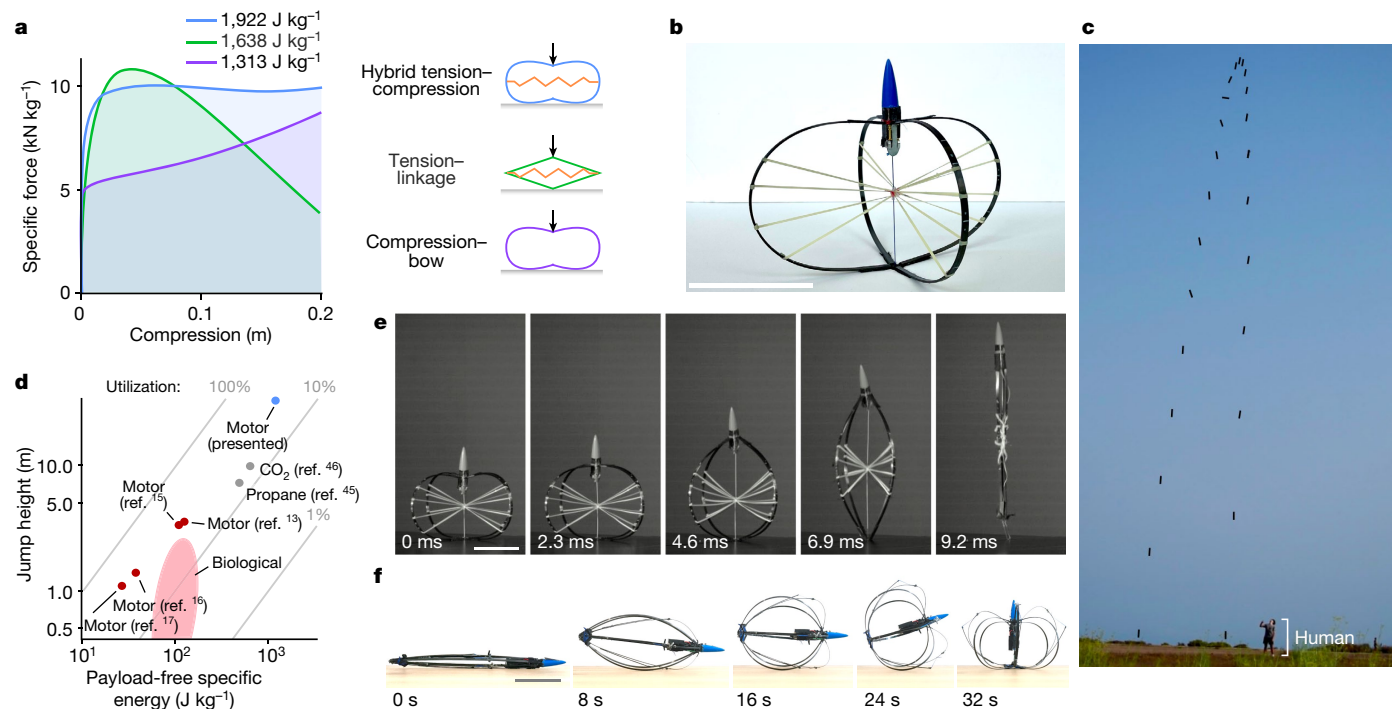 a
1,922 J kg⁻¹
1,638 J kg⁻¹
1,313 J kg⁻¹
Specific force (kN kg⁻¹)
10
5
0
0
0.1
0.2
Compression (m)
Hybrid tension–
compression
Tension–
linkage
Compression–
bow
b
c
Human
d
Utilization:
100%
10%
1%
Motor
(presented)
CO₂ (ref. ⁴⁶)
Propane (ref. ⁴⁵)
Motor
(ref. ¹⁵)
Motor (ref. ¹³)
Biological
Motor (ref. ¹⁶)
Motor (ref. ¹⁷)
Jump height (m)
10.0
5.0
1.0
0.5
10
10²
10³
Payload-free specific
energy (J kg⁻¹)
e
0 ms
2.3 ms
4.6 ms
6.9 ms
9.2 ms
f
0 s
8 s
16 s
24 s
32 s